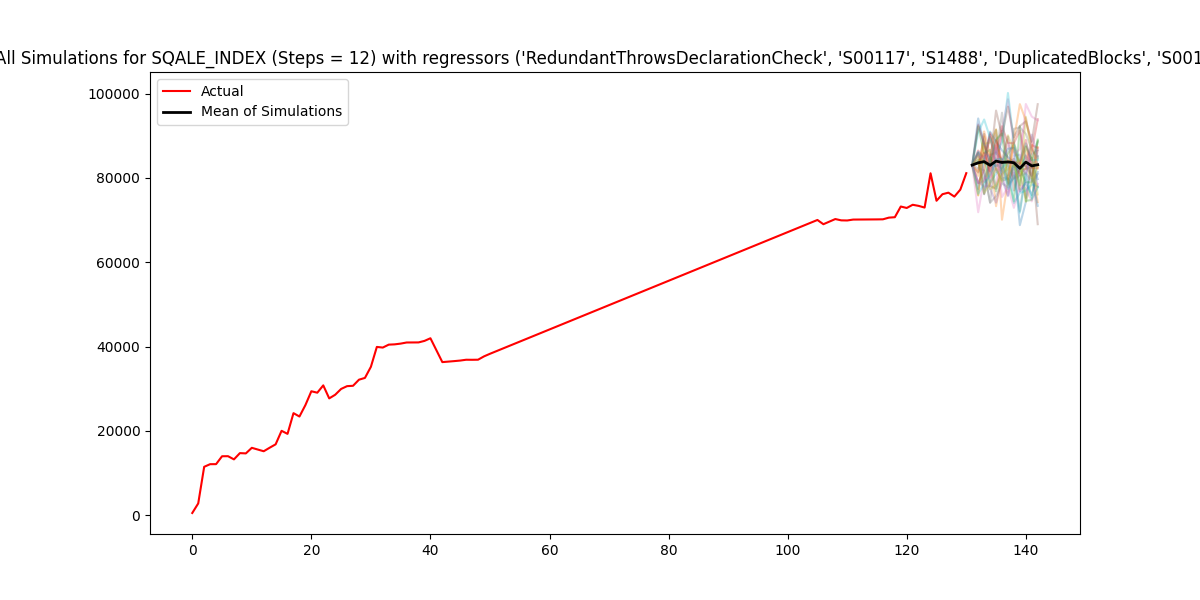 All Simulations for SQALE_INDEX (Steps = 12) with regressors ('RedundantThrowsDeclarationCheck', 'S00117', 'S1488', 'DuplicatedBlocks', 'S001
Actual
Mean of Simulations
100000
80000
60000
40000
20000
0
0 20 40 60 80 100 120 140